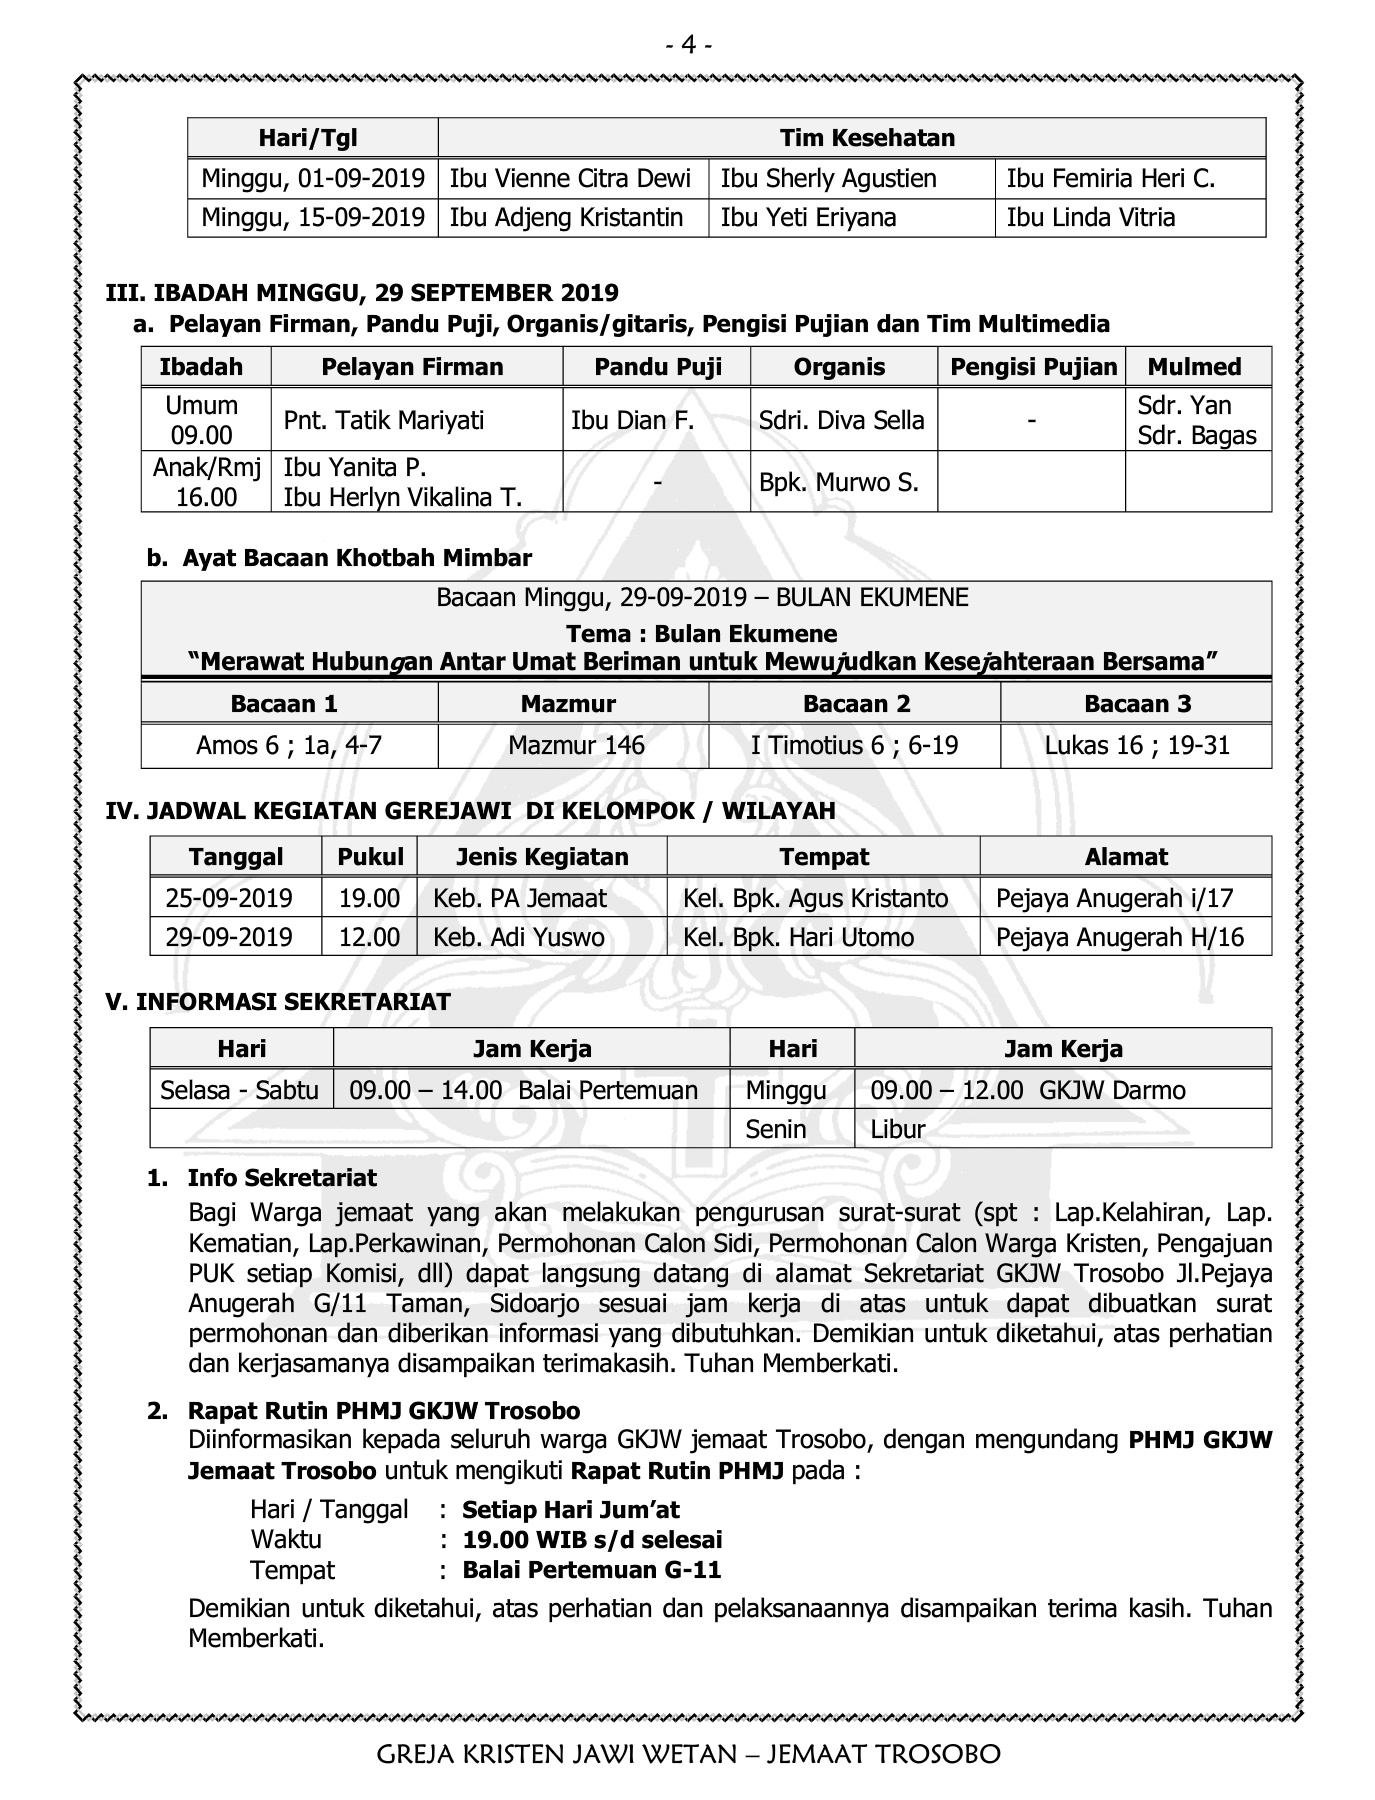 - 4 -
Hari/Tgl Tim Kesehatan
Minggu, 01-09-2019 Ibu Vienne Citra Dewi Ibu Sherly Agustien Ibu Femiria Heri C.
Minggu, 15-09-2019 Ibu Adjeng Kristantin Ibu Yeti Eriyana Ibu Linda Vitria
III. IBADAH MINGGU, 29 SEPTEMBER 2019
a. Pelayan Firman, Pandu Puji, Organis/gitaris, Pengisi Pujian dan Tim Multimedia
Ibadah Pelayan Firman Pandu Puji Organis Pengisi Pujian Mulmed
Umum 09.00 Pnt. Tatik Mariyati Ibu Dian F. Sdri. Diva Sella - Sdr. Yan Sdr. Bagas
Anak/Rmj 16.00 Ibu Yanita P. Ibu Herlyn Vikalina T. - Bpk. Murwo S.
b. Ayat Bacaan Khotbah Mimbar
Bacaan Minggu, 29-09-2019 – BULAN EKUMENE
Tema : Bulan Ekumene
“Merawat Hubungan Antar Umat Beriman untuk Mewujudkan Kesejahteraan Bersama”
Bacaan 1 Mazmur Bacaan 2 Bacaan 3
Amos 6 ; 1a, 4-7 Mazmur 146 I Timotius 6 ; 6-19 Lukas 16 ; 19-31
IV. JADWAL KEGIATAN GEREJAWI DI KELOMPOK / WILAYAH
Tanggal Pukul Jenis Kegiatan Tempat Alamat
25-09-2019 19.00 Keb. PA Jemaat Kel. Bpk. Agus Kristanto Pejaya Anugerah i/17
29-09-2019 12.00 Keb. Adi Yuswo Kel. Bpk. Hari Utomo Pejaya Anugerah H/16
V. INFORMASI SEKRETARIAT
Hari Jam Kerja Hari Jam Kerja
Selasa - Sabtu 09.00 – 14.00 Balai Pertemuan Minggu 09.00 – 12.00 GKJW Darmo
Senin Libur
1. Info Sekretariat
Bagi Warga jemaat yang akan melakukan pengurusan surat-surat (spt : Lap.Kelahiran, Lap.
Kematian, Lap.Perkawinan, Permohonan Calon Sidi, Permohonan Calon Warga Kristen, Pengajuan
PUK setiap Komisi, dll) dapat langsung datang di alamat Sekretariat GKJW Trosobo Jl.Pejaya
Anugerah G/11 Taman, Sidoarjo sesuai jam kerja di atas untuk dapat dibuatkan surat
permohonan dan diberikan informasi yang dibutuhkan. Demikian untuk diketahui, atas perhatian
dan kerjasamanya disampaikan terimakasih. Tuhan Memberkati.
2. Rapat Rutin PHMJ GKJW Trosobo
Diinformasikan kepada seluruh warga GKJW jemaat Trosobo, dengan mengundang PHMJ GKJW
Jemaat Trosobo untuk mengikuti Rapat Rutin PHMJ pada :
Hari / Tanggal : Setiap Hari Jum’at
Waktu : 19.00 WIB s/d selesai
Tempat : Balai Pertemuan G-11
Demikian untuk diketahui, atas perhatian dan pelaksanaannya disampaikan terima kasih. Tuhan
Memberkati.
GREJA KRISTEN JAWI WETAN – JEMAAT TROSOBO